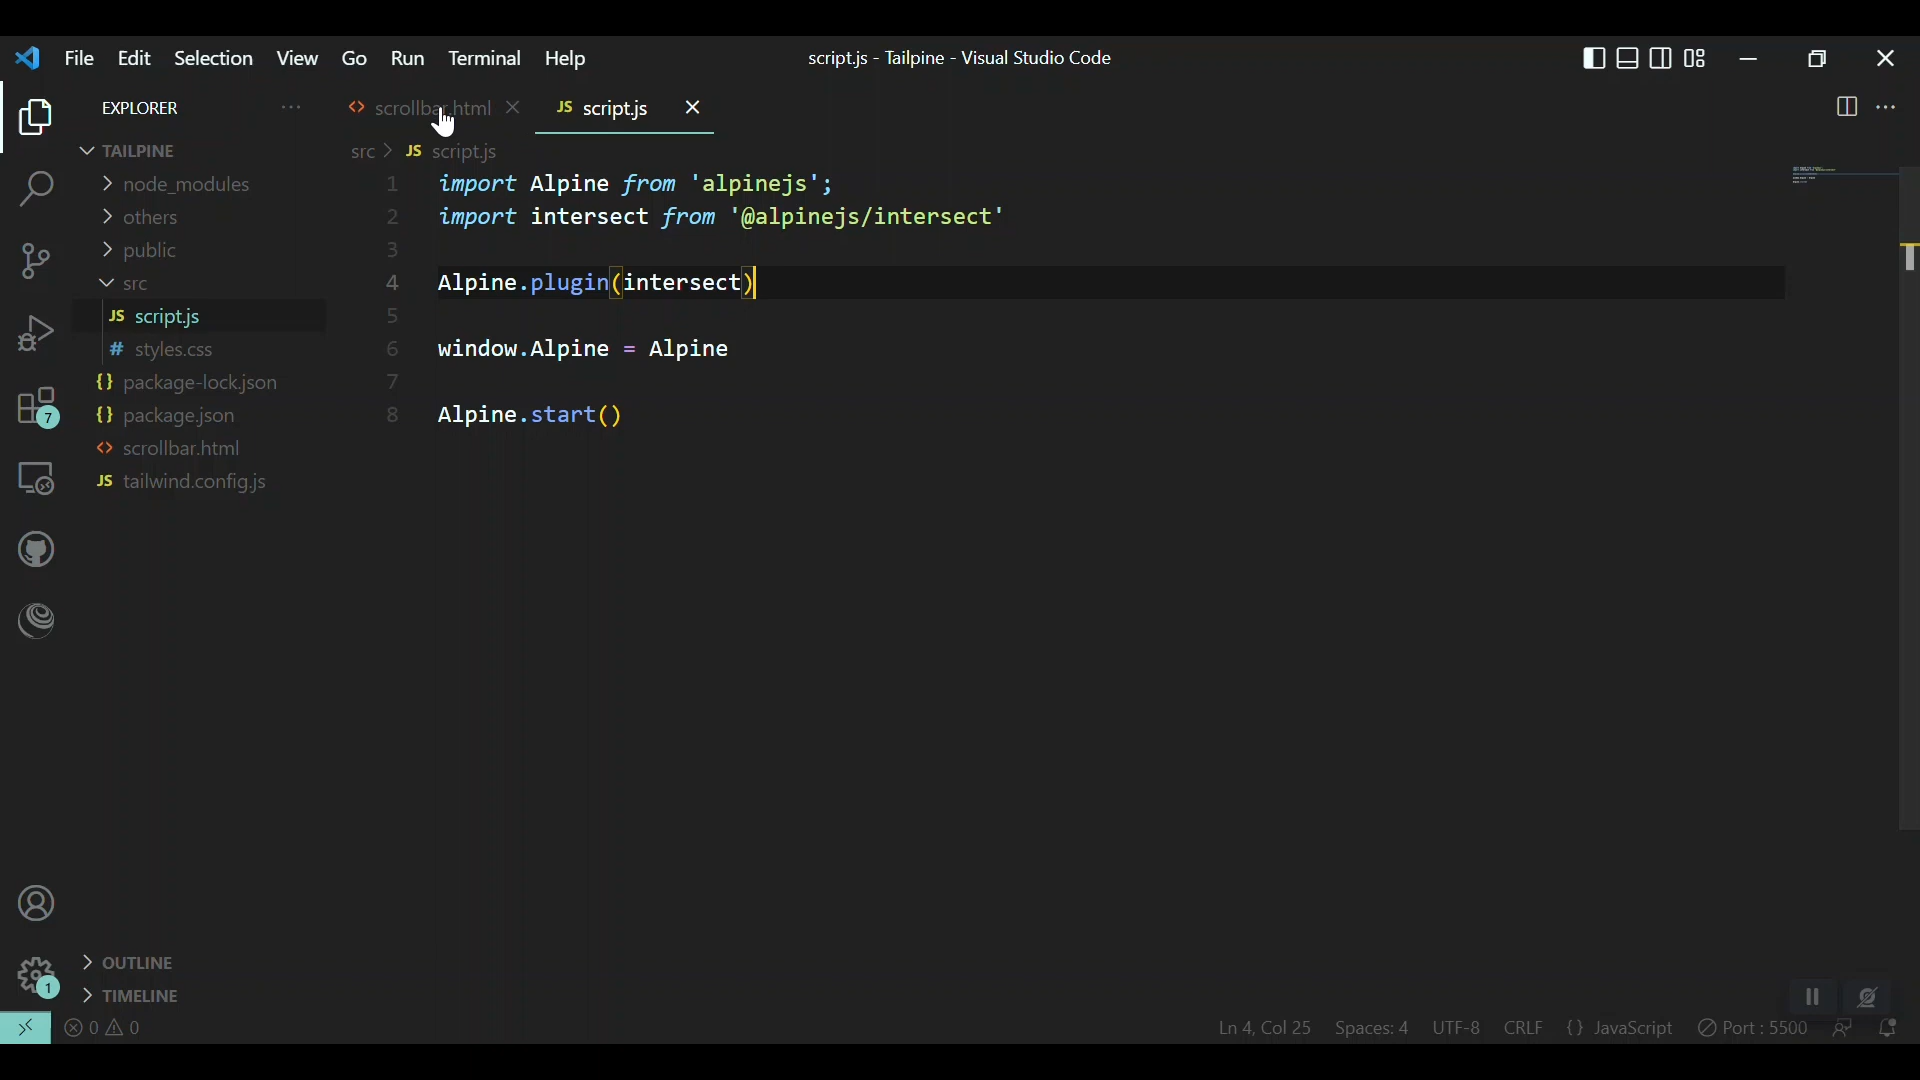 File Edit Selection View Go Run Terminal Help script.js - Tailpine - Visual Studio Code
EXPLORER ... <> scrollbar.html JS script.js ...
TAILPINE
src > JS script.js
node_modules
others
public
src
JS script.js
# styles.css
{} package-lock.json
{} package.json
<> scrollbar.html
JS tailwind.config.js
1 import Alpine from 'alpinejs';
2 import intersect from '@alpinejs/intersect'
3
4 Alpine.plugin(intersect)
5
6 window.Alpine = Alpine
7
8 Alpine.start()
7
OUTLINE
TIMELINE
1
0 0 Ln 4, Col 25 Spaces: 4 UTF-8 CRLF {} JavaScript Port : 5500